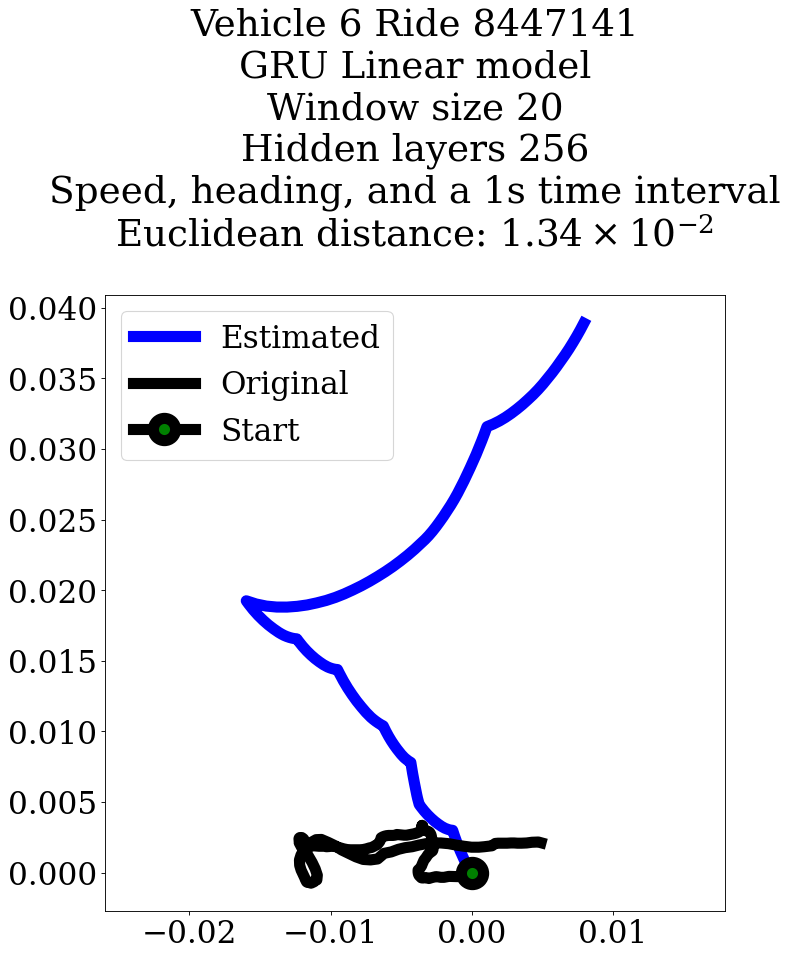 Vehicle 6 Ride 8447141
GRU Linear model
Window size 20
Hidden layers 256
Speed, heading, and a 1s time interval
Euclidean distance: 1.34 × 10⁻²
0.040
0.035
0.030
0.025
0.020
0.015
0.010
0.005
0.000
Estimated
Original
Start
−0.02 −0.01 0.00 0.01